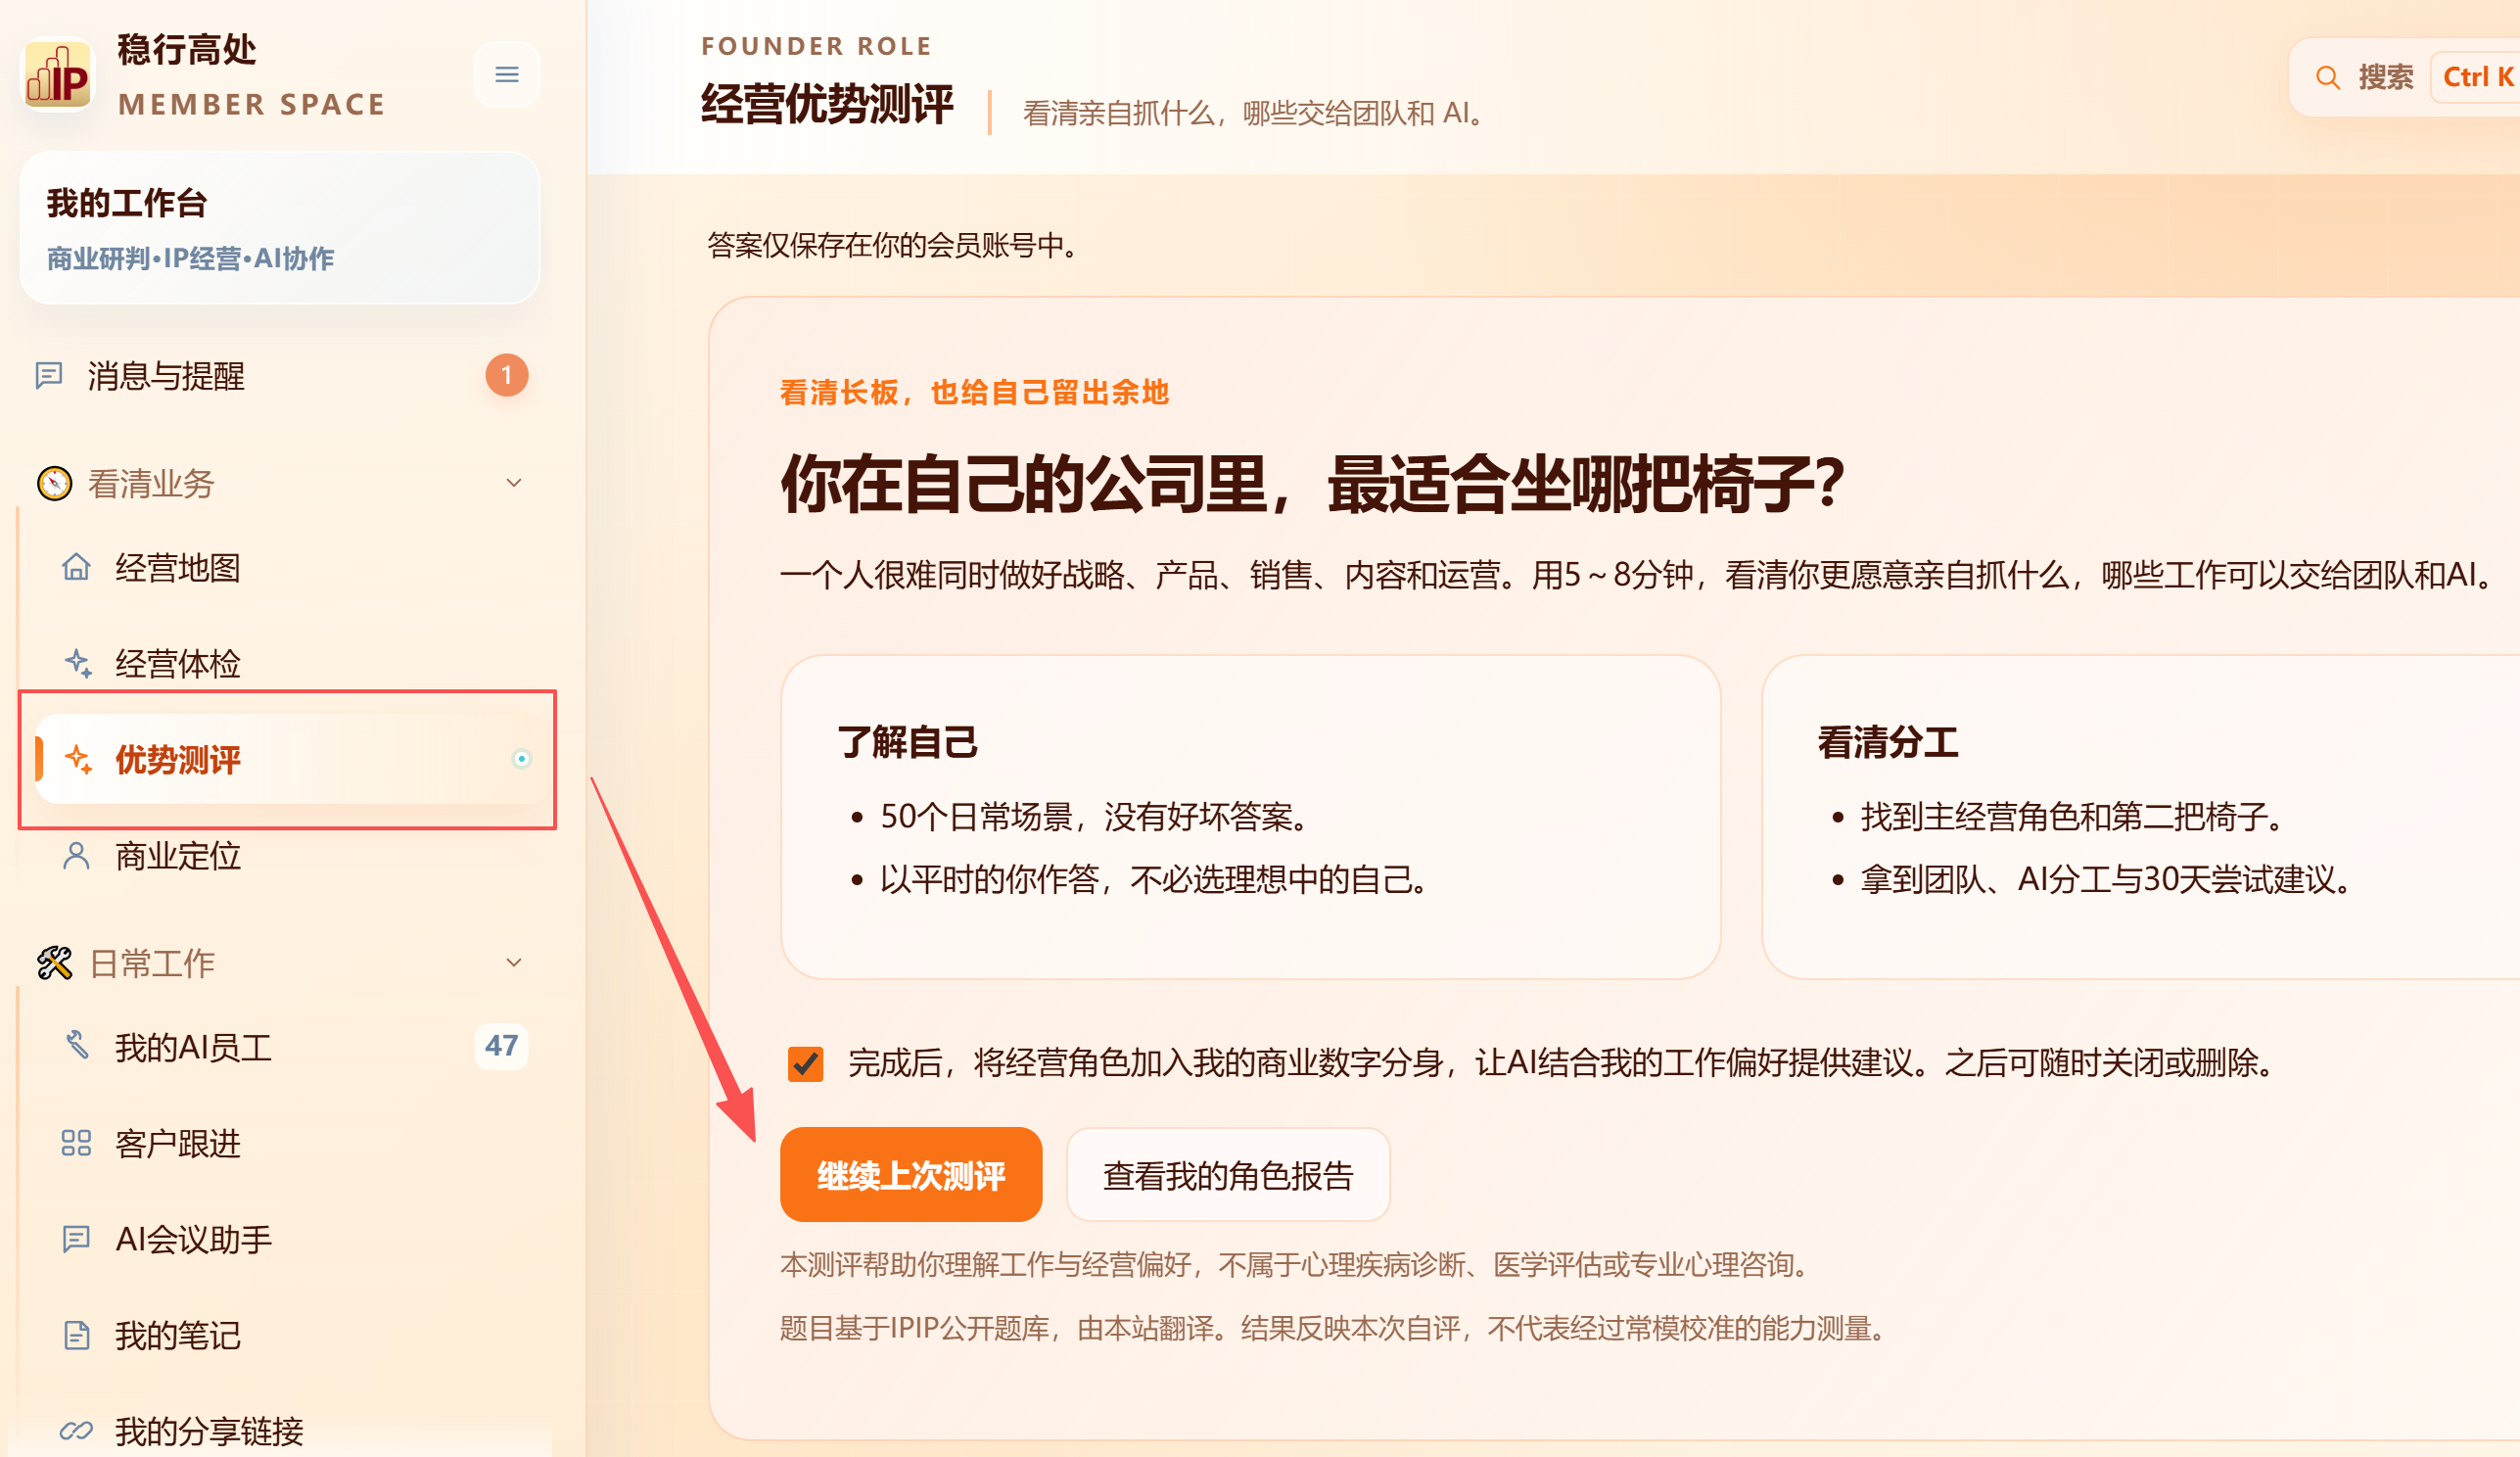 IP
稳行高处
MEMBER SPACE
我的工作台
商业研判•IP经营•AI协作
消息与提醒
1
看清业务
经营地图
经营体检
优势测评
商业定位
日常工作
我的AI员工
47
客户跟进
AI会议助手
我的笔记
我的分享链接
FOUNDER ROLE
经营优势测评
看清亲自抓什么，哪些交给团队和 AI。
搜索
Ctrl K
答案仅保存在你的会员账号中。
看清长板，也给自己留出余地
你在自己的公司里，最适合坐哪把椅子？
一个人很难同时做好战略、产品、销售、内容和运营。用5～8分钟，看清你更愿意亲自抓什么，哪些工作可以交给团队和AI。
了解自己
• 50个日常场景，没有好坏答案。
• 以平时的你作答，不必选理想中的自己。
看清分工
• 找到主经营角色和第二把椅子。
• 拿到团队、AI分工与30天尝试建议。
完成后，将经营角色加入我的商业数字分身，让AI结合我的工作偏好提供建议。之后可随时关闭或删除。
继续上次测评
查看我的角色报告
本测评帮助你理解工作与经营偏好，不属于心理疾病诊断、医学评估或专业心理咨询。
题目基于IPIP公开题库，由本站翻译。结果反映本次自评，不代表经过常模校准的能力测量。